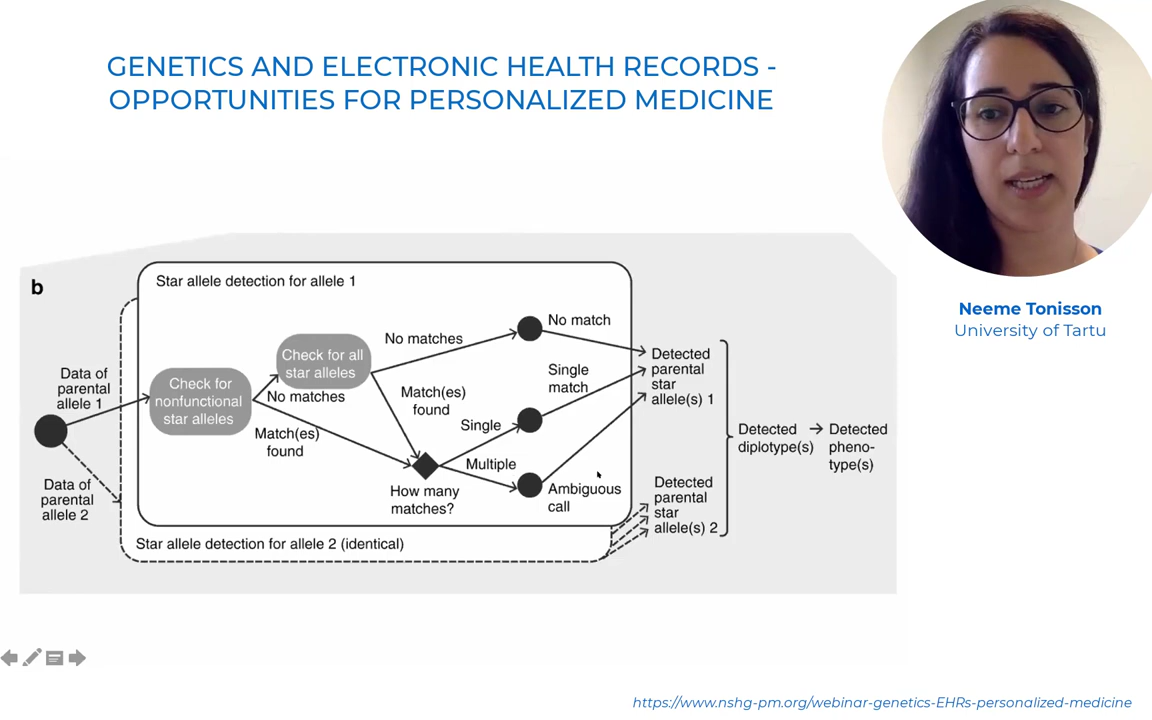 GENETICS AND ELECTRONIC HEALTH RECORDS -
OPPORTUNITIES FOR PERSONALIZED MEDICINE
Neeme Tonisson
University of Tartu
b
Star allele detection for allele 1
Data of
parental
allele 1
Check for
nonfunctional
star alleles
Check for all
star alleles
No matches
Match(es)
found
No matches
Match(es)
found
How many
matches?
Single
Multiple
No match
Single
match
Ambiguous
call
Detected
parental
star
allele(s) 1
Data of
parental
allele 2
Star allele detection for allele 2 (identical)
Detected
parental
star
allele(s) 2
Detected
diplotype(s)
Detected
pheno-
type(s)
https://www.nshg-pm.org/webinar-genetics-EHRs-personalized-medicine